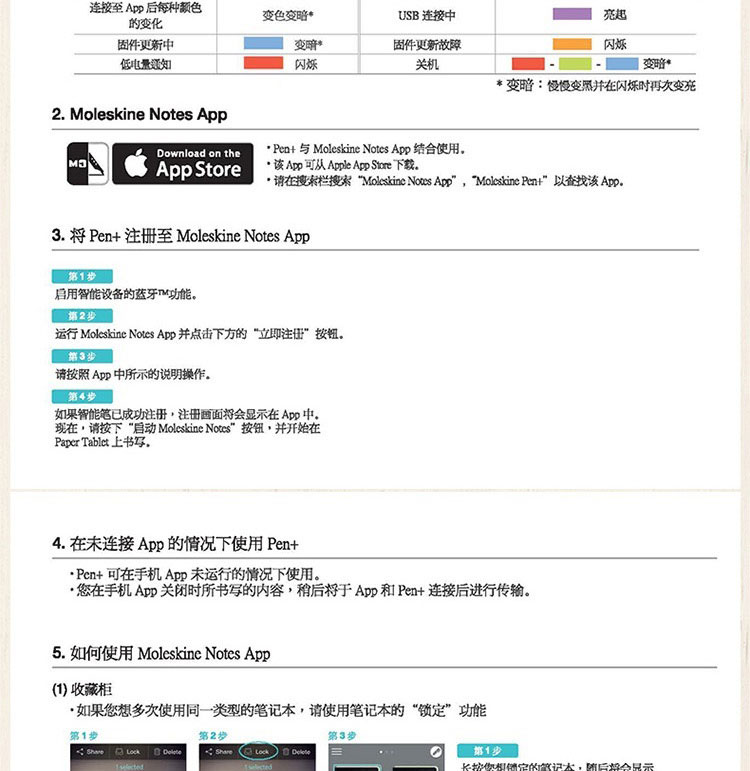 连接至 App 后每种颜色
的变化
变色变暗*
USB 连接中
亮起
固件更新中
变暗*
固件更新故障
闪烁
低电量通知
闪烁
关机
- - 变暗*
* 变暗：慢慢变黑并在闪烁时再次变亮
2. Moleskine Notes App
M
Download on the
App Store
• Pen+ 与 Moleskine Notes App 结合使用。
• 该 App 可从 Apple App Store 下载。
• 请在搜索栏搜索 “Moleskine Notes App”，“Moleskine Pen+” 以查找该 App。
3. 将 Pen+ 注册至 Moleskine Notes App
第1步
启用智能设备的蓝牙™功能。
第2步
运行 Moleskine Notes App 并点击下方的 “立即注册” 按钮。
第3步
请按照 App 中所示的说明操作。
第4步
如果智能笔已成功注册，注册画面将会显示在 App 中。
现在，请按下 “启动 Moleskine Notes” 按钮，并开始在
Paper Tablet 上书写。
4. 在未连接 App 的情况下使用 Pen+
• Pen+ 可在手机 App 未运行的情况下使用。
• 您在手机 App 关闭时所书写的内容，稍后将于 App 和 Pen+ 连接后进行传输。
5. 如何使用 Moleskine Notes App
(1) 收藏柜
• 如果您想多次使用同一类型的笔记本，请使用笔记本的 “锁定” 功能
第1步
第2步
第3步
Share Lock Delete
1 selected
Share Lock Delete
1 selected
第1步
长按您想锁定的笔记本，随后将会显示